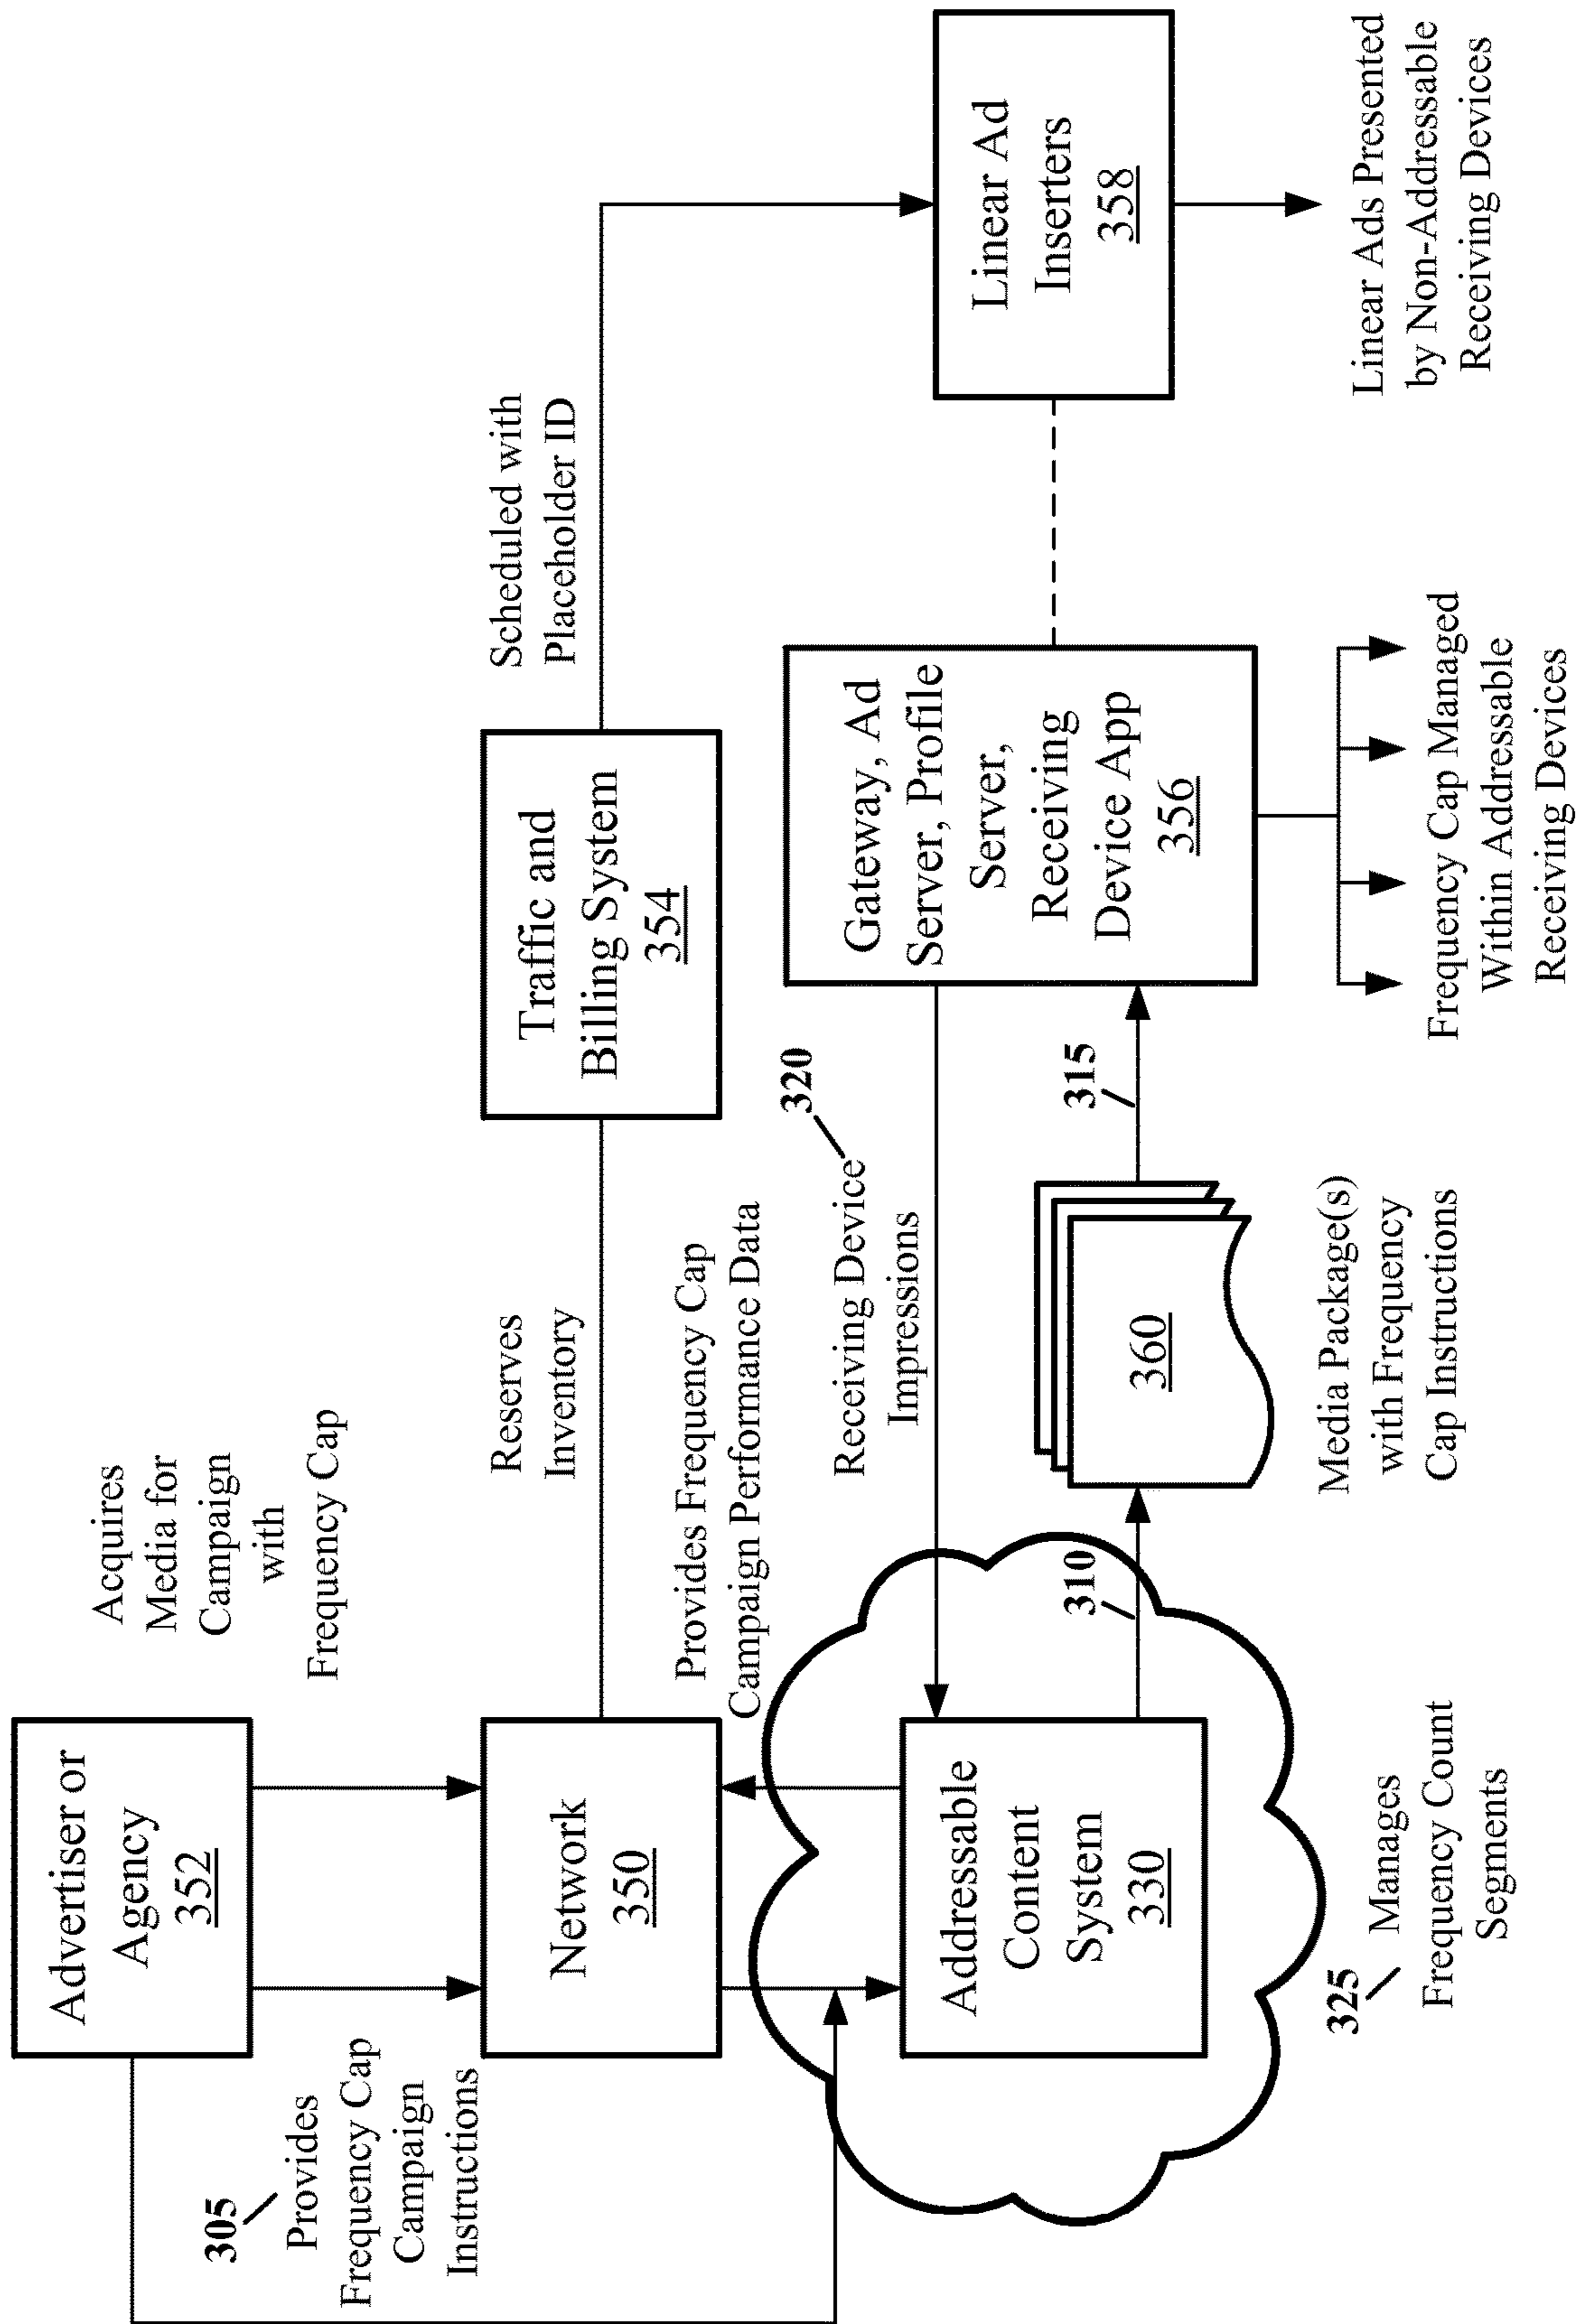 Advertiser or
Agency
352
Acquires
Media for
Campaign
with
Frequency Cap
305
Provides
Frequency Cap
Campaign
Instructions
Network
350
Reserves
Inventory
Traffic and
Billing System
354
Scheduled with
Placeholder ID
Provides Frequency Cap
Campaign Performance Data
320
Receiving Device
Impressions
Addressable
Content
System
330
310
360
315
Gateway, Ad
Server, Profile
Server,
Receiving
Device App
356
Linear Ad
Inserters
358
325
Manages
Frequency Count
Segments
Media Package(s)
with Frequency
Cap Instructions
Frequency Cap Managed
Within Addressable
Receiving Devices
Linear Ads Presented
by Non-Addressable
Receiving Devices